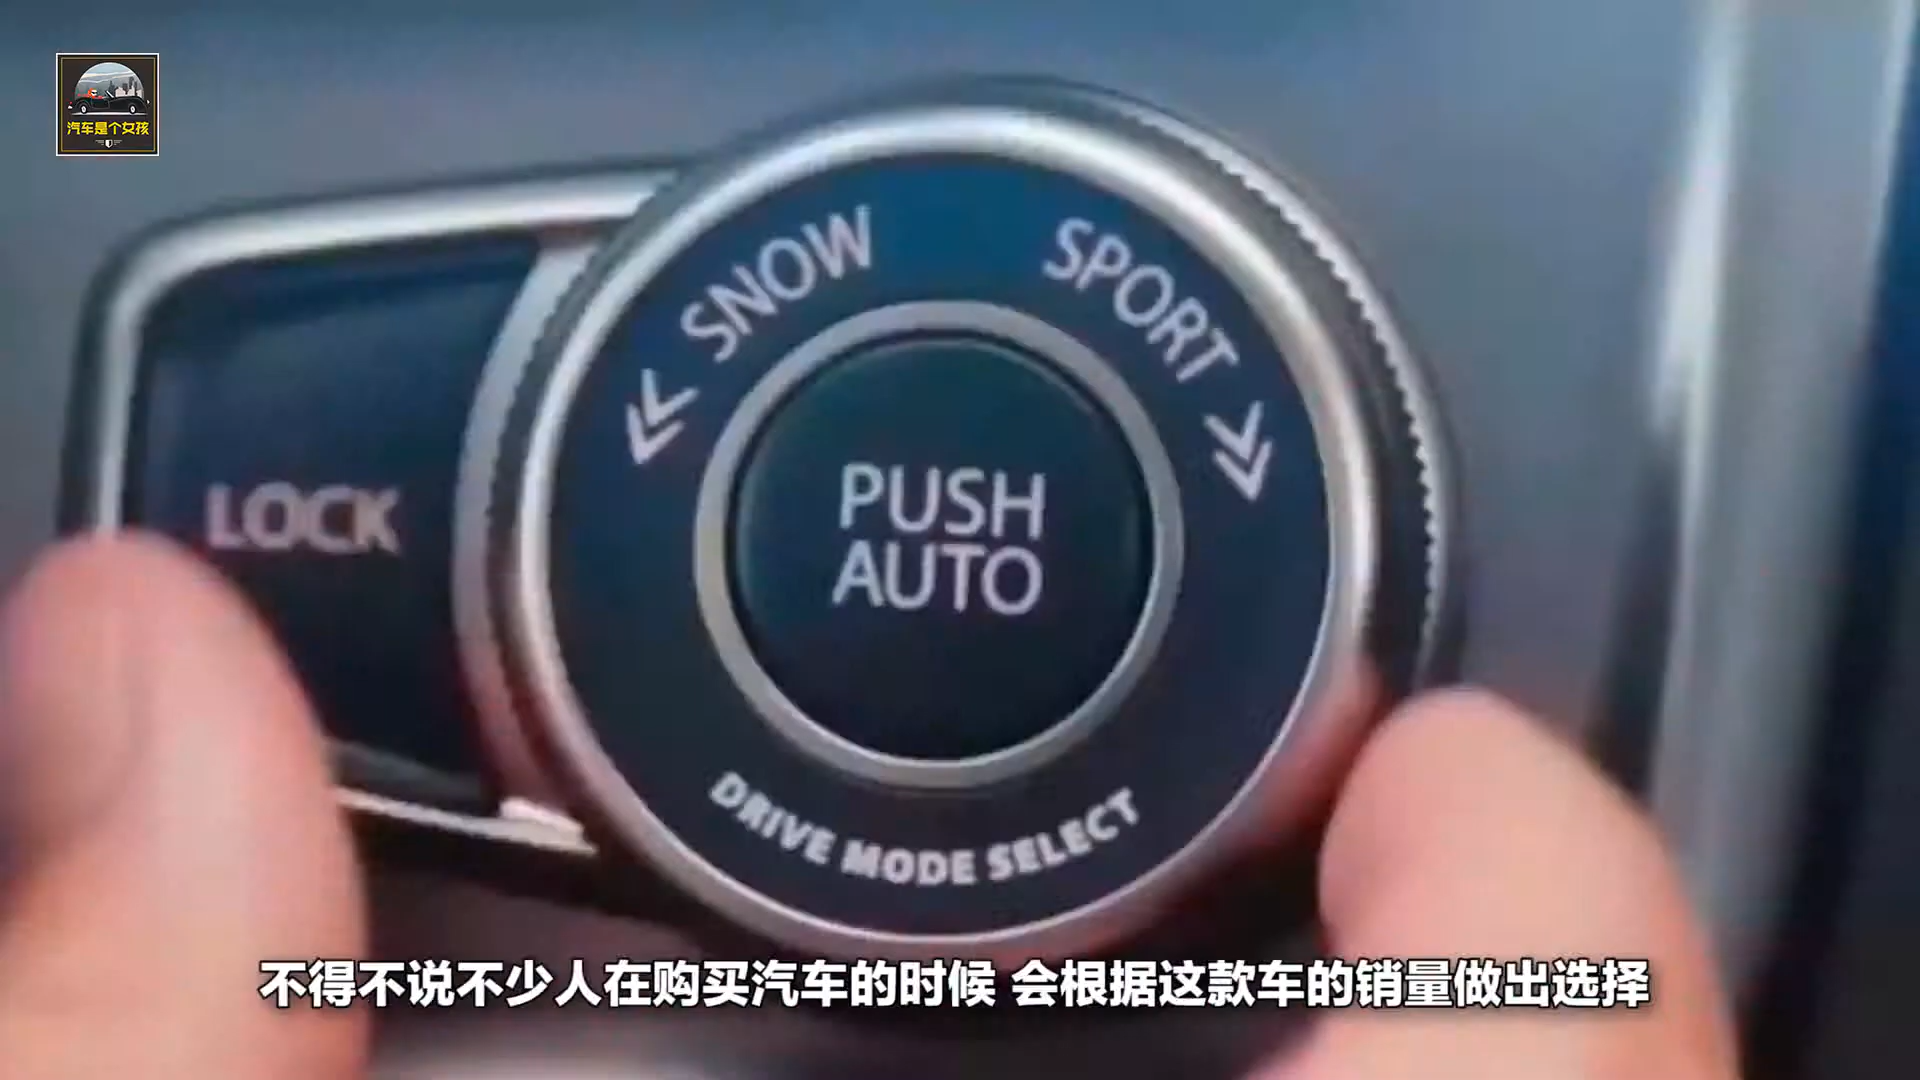 汽车是个女孩
SNOW
SPORT
LOCK
PUSH
AUTO
DRIVE MODE SELECT
不得不说不少人在购买汽车的时候 会根据这款车的销量做出选择